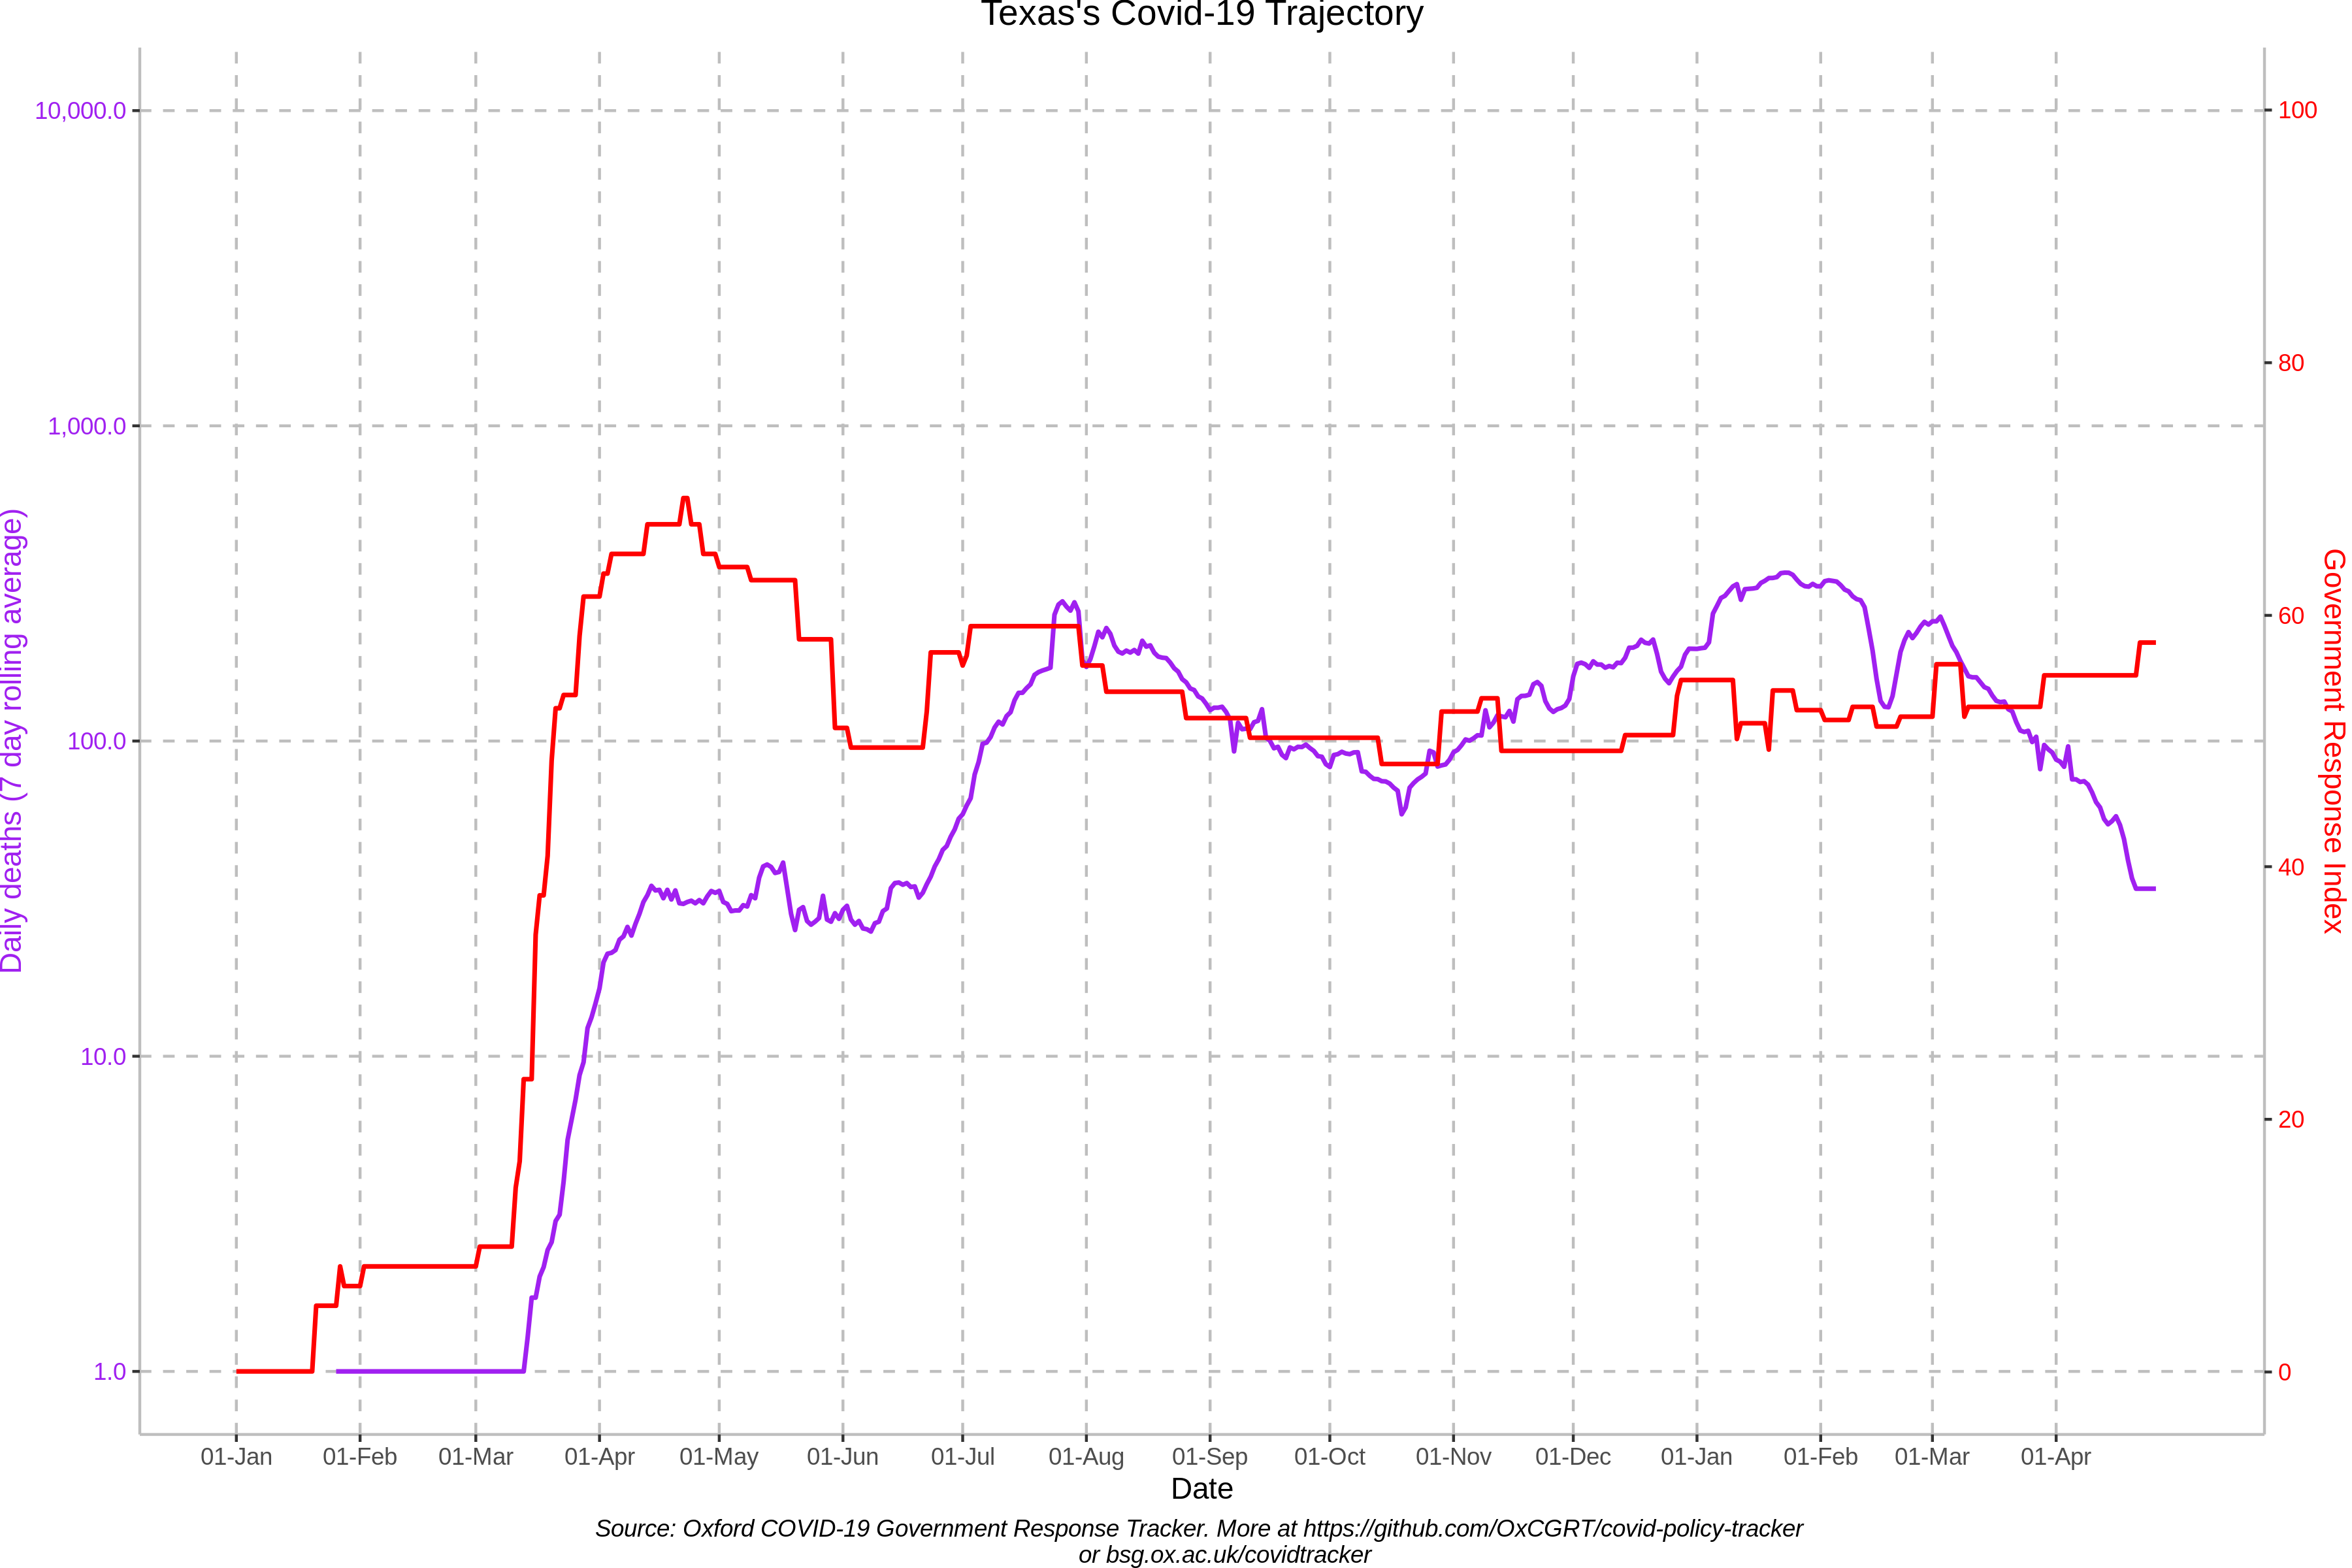 Texas's Covid-19 Trajectory
10,000.0
1,000.0
100.0
10.0
1.0
Daily deaths (7 day rolling average)
100
80
60
40
20
0
Government Response Index
01-Jan 01-Feb 01-Mar 01-Apr 01-May 01-Jun 01-Jul 01-Aug 01-Sep 01-Oct 01-Nov 01-Dec 01-Jan 01-Feb 01-Mar 01-Apr
Date
Source: Oxford COVID-19 Government Response Tracker. More at https://github.com/OxCGRT/covid-policy-tracker
or bsg.ox.ac.uk/covidtracker